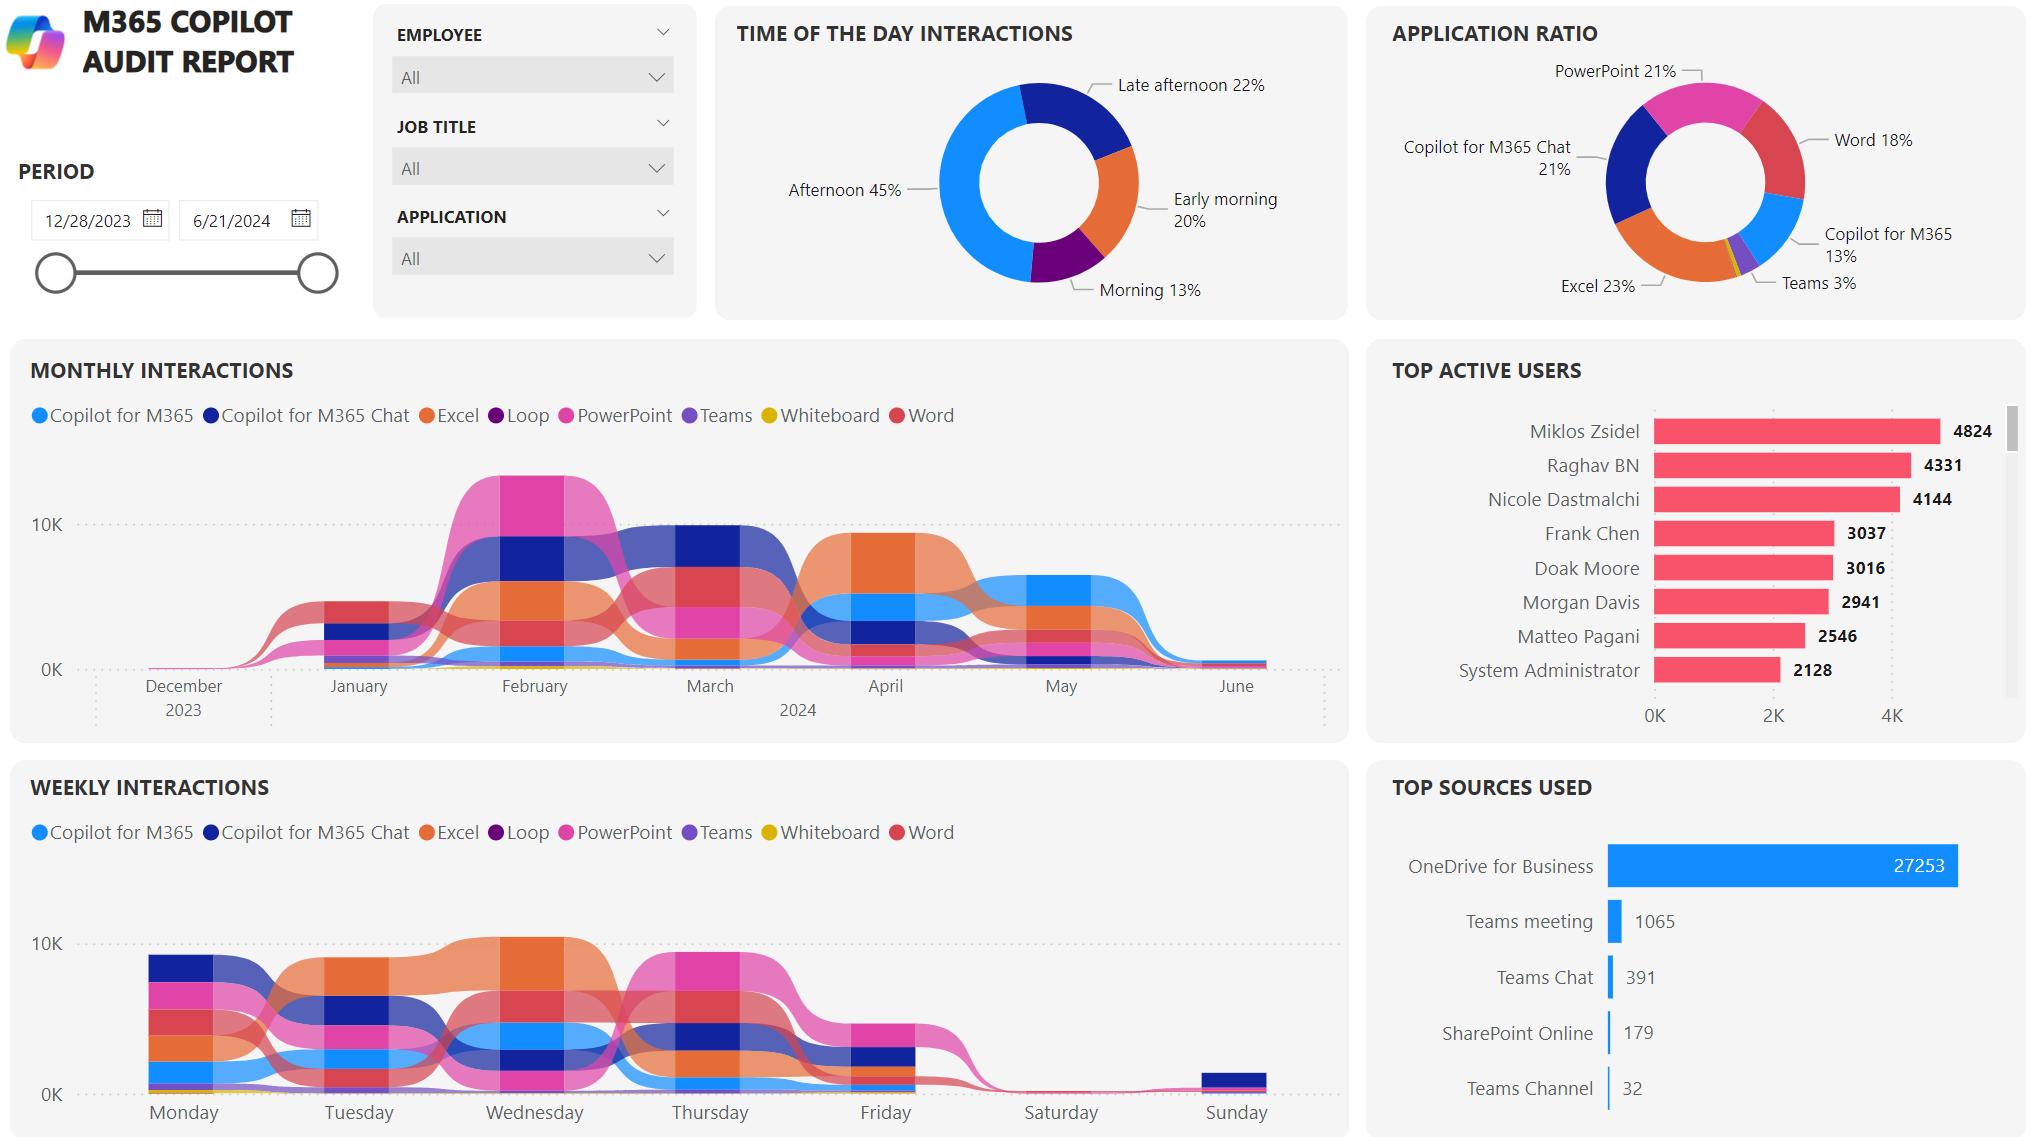 M365 COPILOT
AUDIT REPORT
PERIOD
12/28/2023
6/21/2024
EMPLOYEE
All
JOB TITLE
All
APPLICATION
All
TIME OF THE DAY INTERACTIONS
Late afternoon 22%
Afternoon 45%
Early morning
20%
Morning 13%
APPLICATION RATIO
PowerPoint 21%
Word 18%
Copilot for M365 Chat
21%
Copilot for M365
13%
Teams 3%
Excel 23%
MONTHLY INTERACTIONS
Copilot for M365 Copilot for M365 Chat Excel Loop PowerPoint Teams Whiteboard Word
10K
0K
December January February March April May June
2023 2024
TOP ACTIVE USERS
Miklos Zsidel 4824
Raghav BN 4331
Nicole Dastmalchi 4144
Frank Chen 3037
Doak Moore 3016
Morgan Davis 2941
Matteo Pagani 2546
System Administrator 2128
0K 2K 4K
WEEKLY INTERACTIONS
Copilot for M365 Copilot for M365 Chat Excel Loop PowerPoint Teams Whiteboard Word
10K
0K
Monday Tuesday Wednesday Thursday Friday Saturday Sunday
TOP SOURCES USED
OneDrive for Business 27253
Teams meeting 1065
Teams Chat 391
SharePoint Online 179
Teams Channel 32